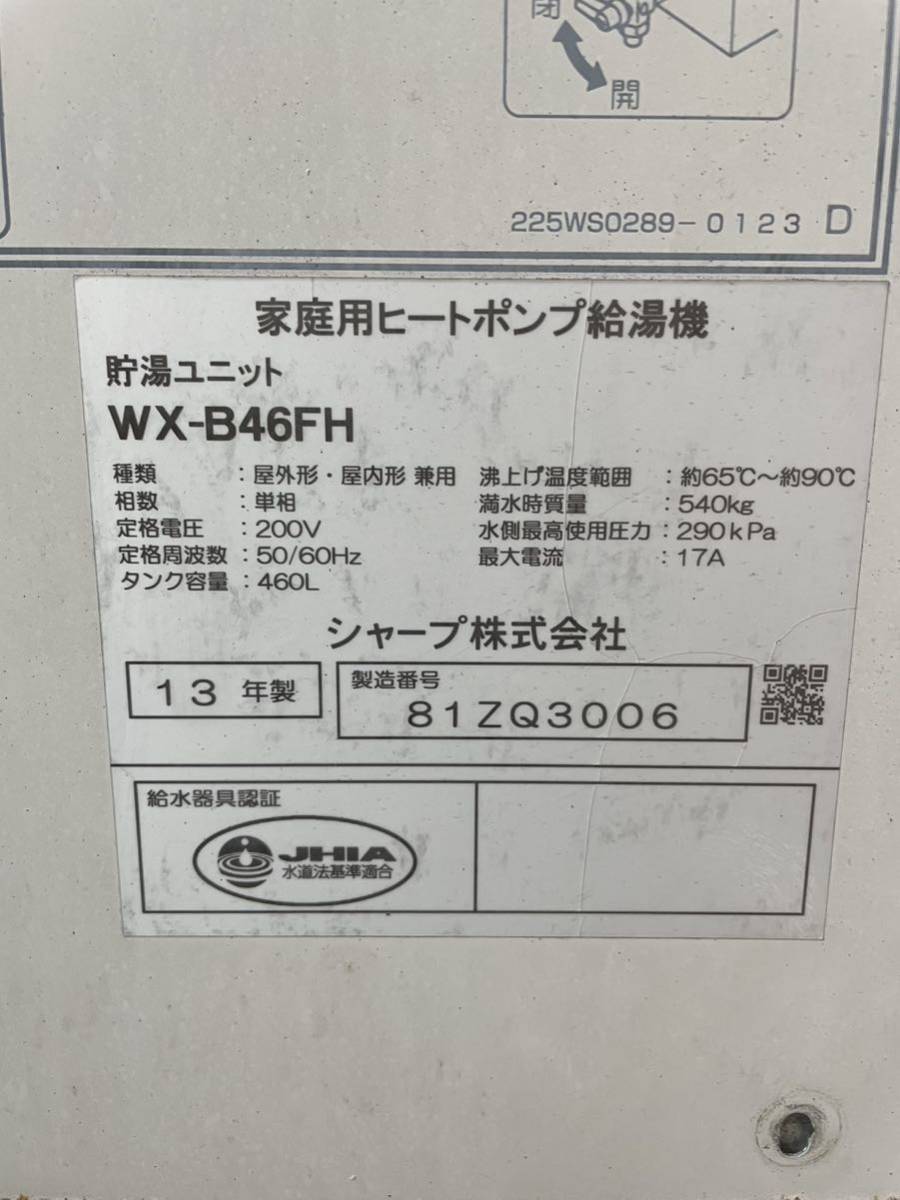 閉
開
225WS0289-0123 D
家庭用ヒートポンプ給湯機
貯湯ユニット
WX-B46FH
種類 : 屋外形・屋内形 兼用
相数 : 単相
定格電圧 : 200V
定格周波数 : 50/60Hz
タンク容量 : 460L
沸上げ温度範囲 : 約65℃～約90℃
満水時質量 : 540kg
水側最高使用圧力 : 290kPa
最大電流 : 17A
シャープ株式会社
13 年製
製造番号
81ZQ3006
給水器具認証
JHIA
水道法基準適合